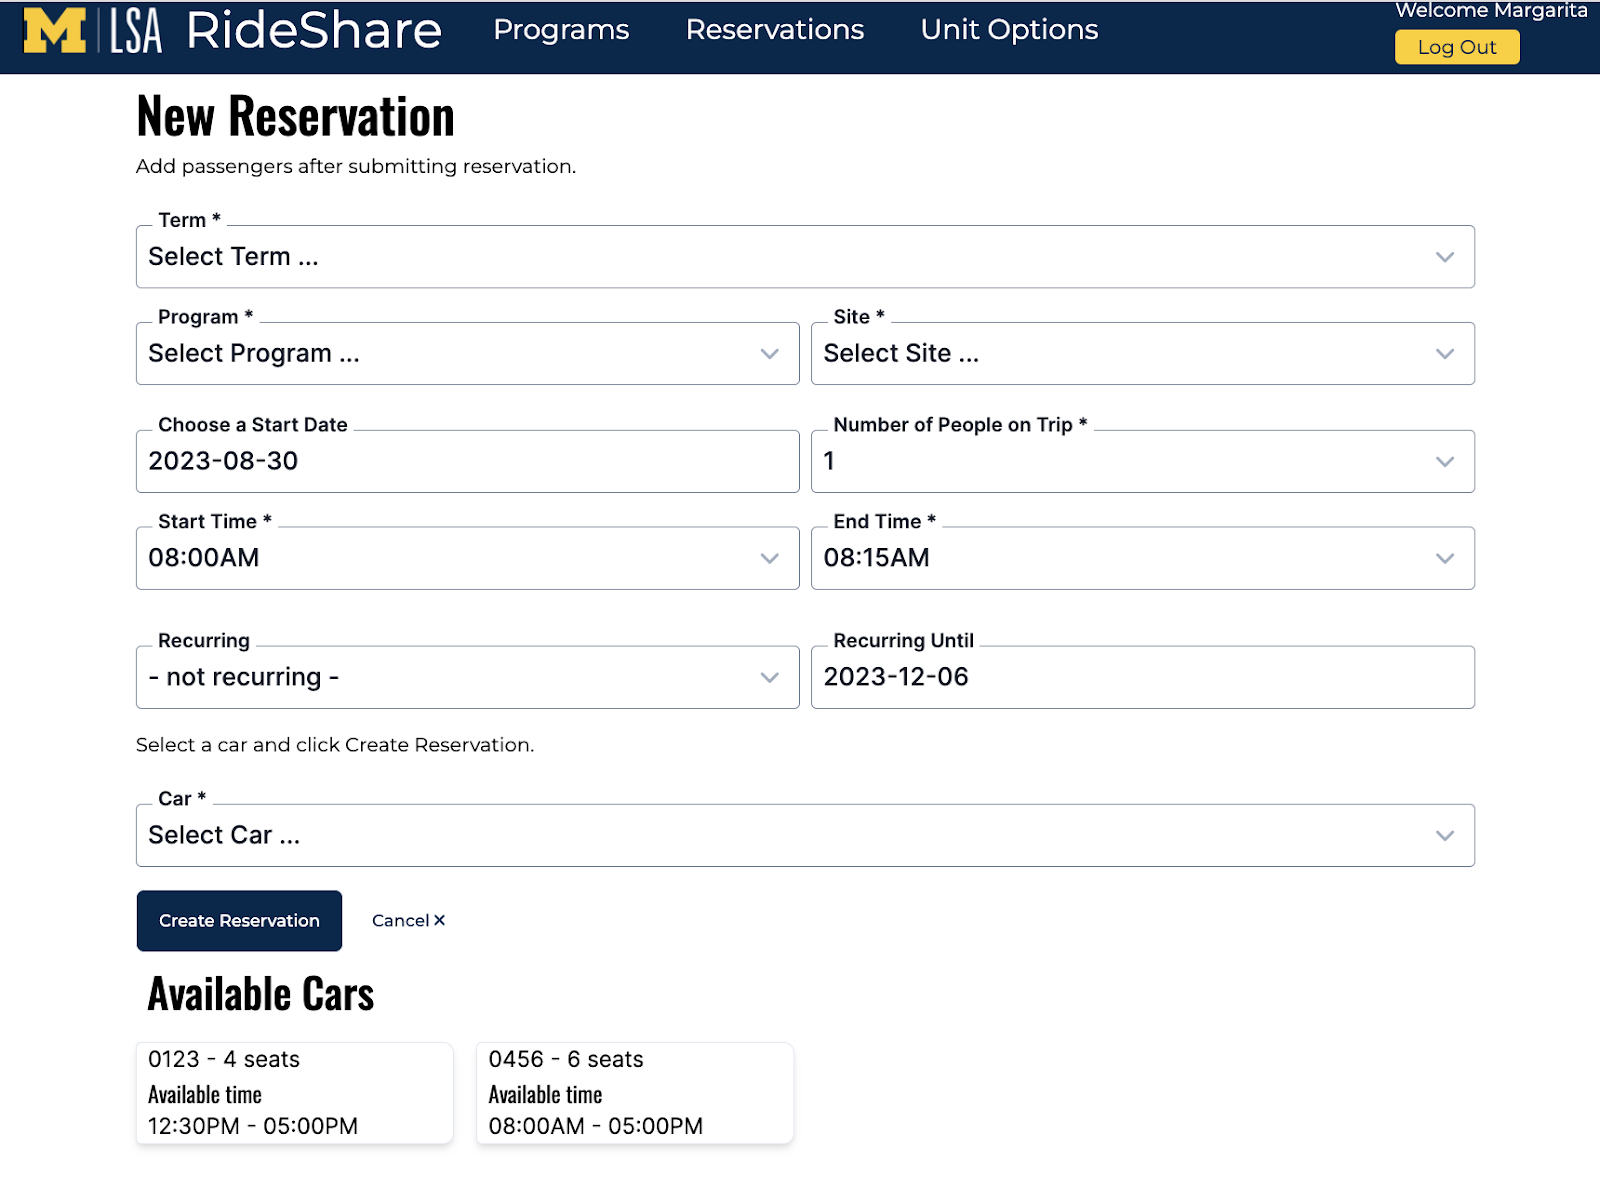 M LSA RideShare Programs Reservations Unit Options Welcome Margarita
Log Out
New Reservation
Add passengers after submitting reservation.
Term *
Select Term ...
Program * Site *
Select Program ... Select Site ...
Choose a Start Date Number of People on Trip *
2023-08-30 1
Start Time * End Time *
08:00AM 08:15AM
Recurring Recurring Until
- not recurring - 2023-12-06
Select a car and click Create Reservation.
Car *
Select Car ...
Create Reservation Cancel ×
Available Cars
0123 - 4 seats 0456 - 6 seats
Available time Available time
12:30PM - 05:00PM 08:00AM - 05:00PM